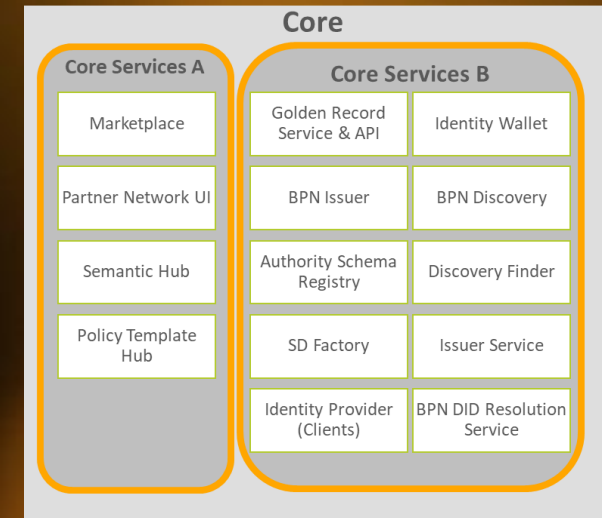 Core
Core Services A
Marketplace
Partner Network UI
Semantic Hub
Policy Template
Hub
Core Services B
Golden Record
Service & API
Identity Wallet
BPN Issuer
BPN Discovery
Authority Schema
Registry
Discovery Finder
SD Factory
Issuer Service
Identity Provider
(Clients)
BPN DID Resolution
Service